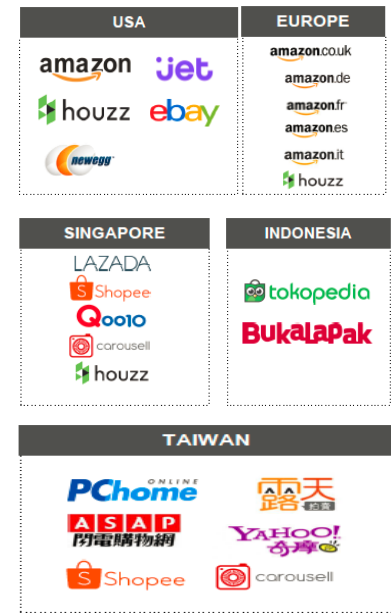 USA
amazon jet
houzz ebay
newegg
EUROPE
amazon.co.uk
amazon.de
amazon.fr
amazon.es
amazon.it
houzz
SINGAPORE
LAZADA
Shopee
Qoo10
carousell
houzz
INDONESIA
tokopedia
BukaLapak
TAIWAN
PChome ONLINE
露天
拍賣
ASAP
閃電購物網
YAHOO!
奇摩
Shopee
carousell